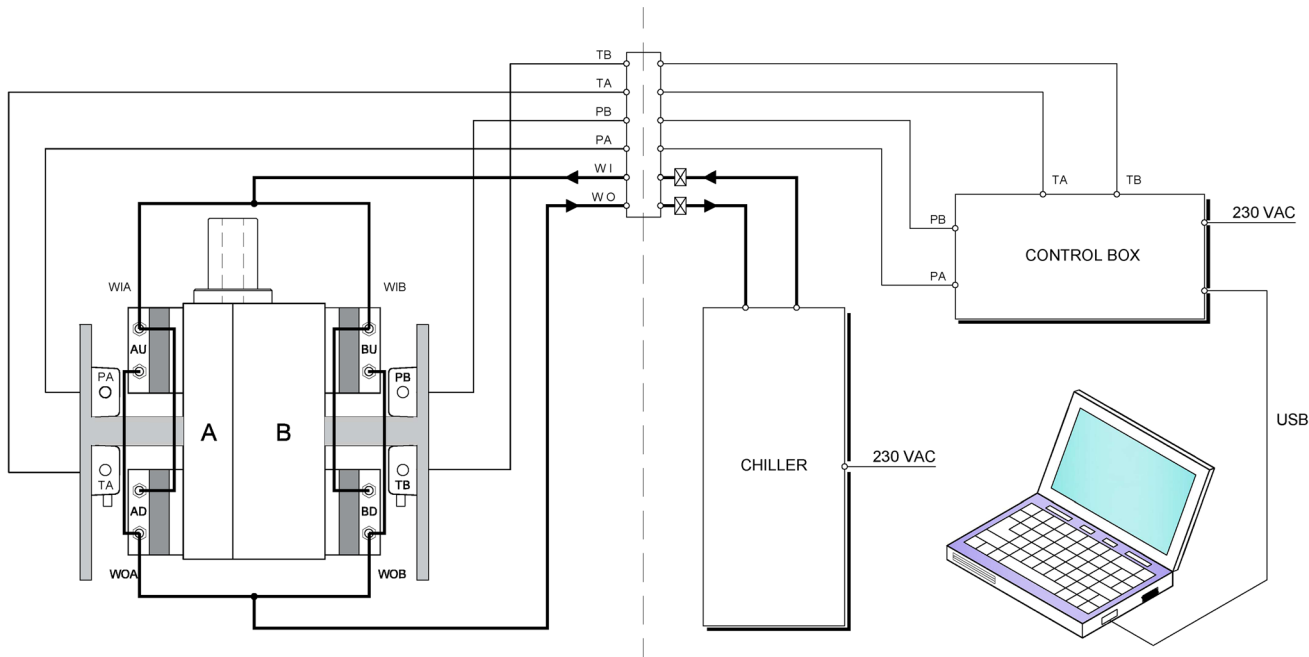 TB
TA
PB
PA
W I
W O
TA
TB
PB
PA
CONTROL BOX
230 VAC
WIA
WIB
AU
BU
PA
PB
A
B
TA
TB
AD
BD
WOA
WOB
CHILLER
230 VAC
USB